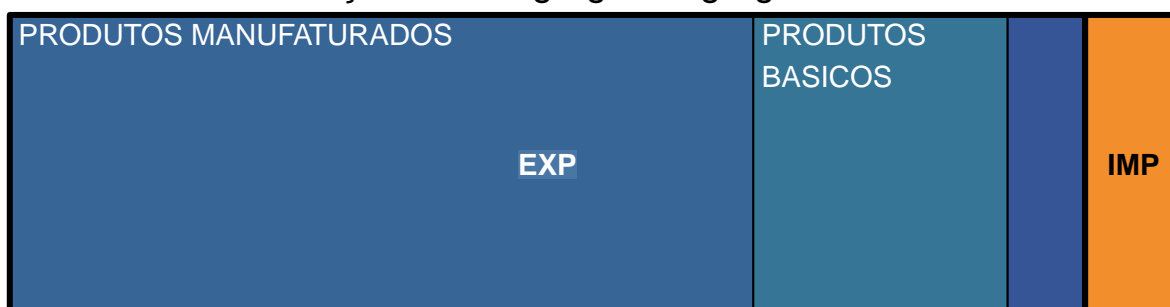 PRODUTOS MANUFATURADOS
PRODUTOS
BASICOS
EXP
IMP